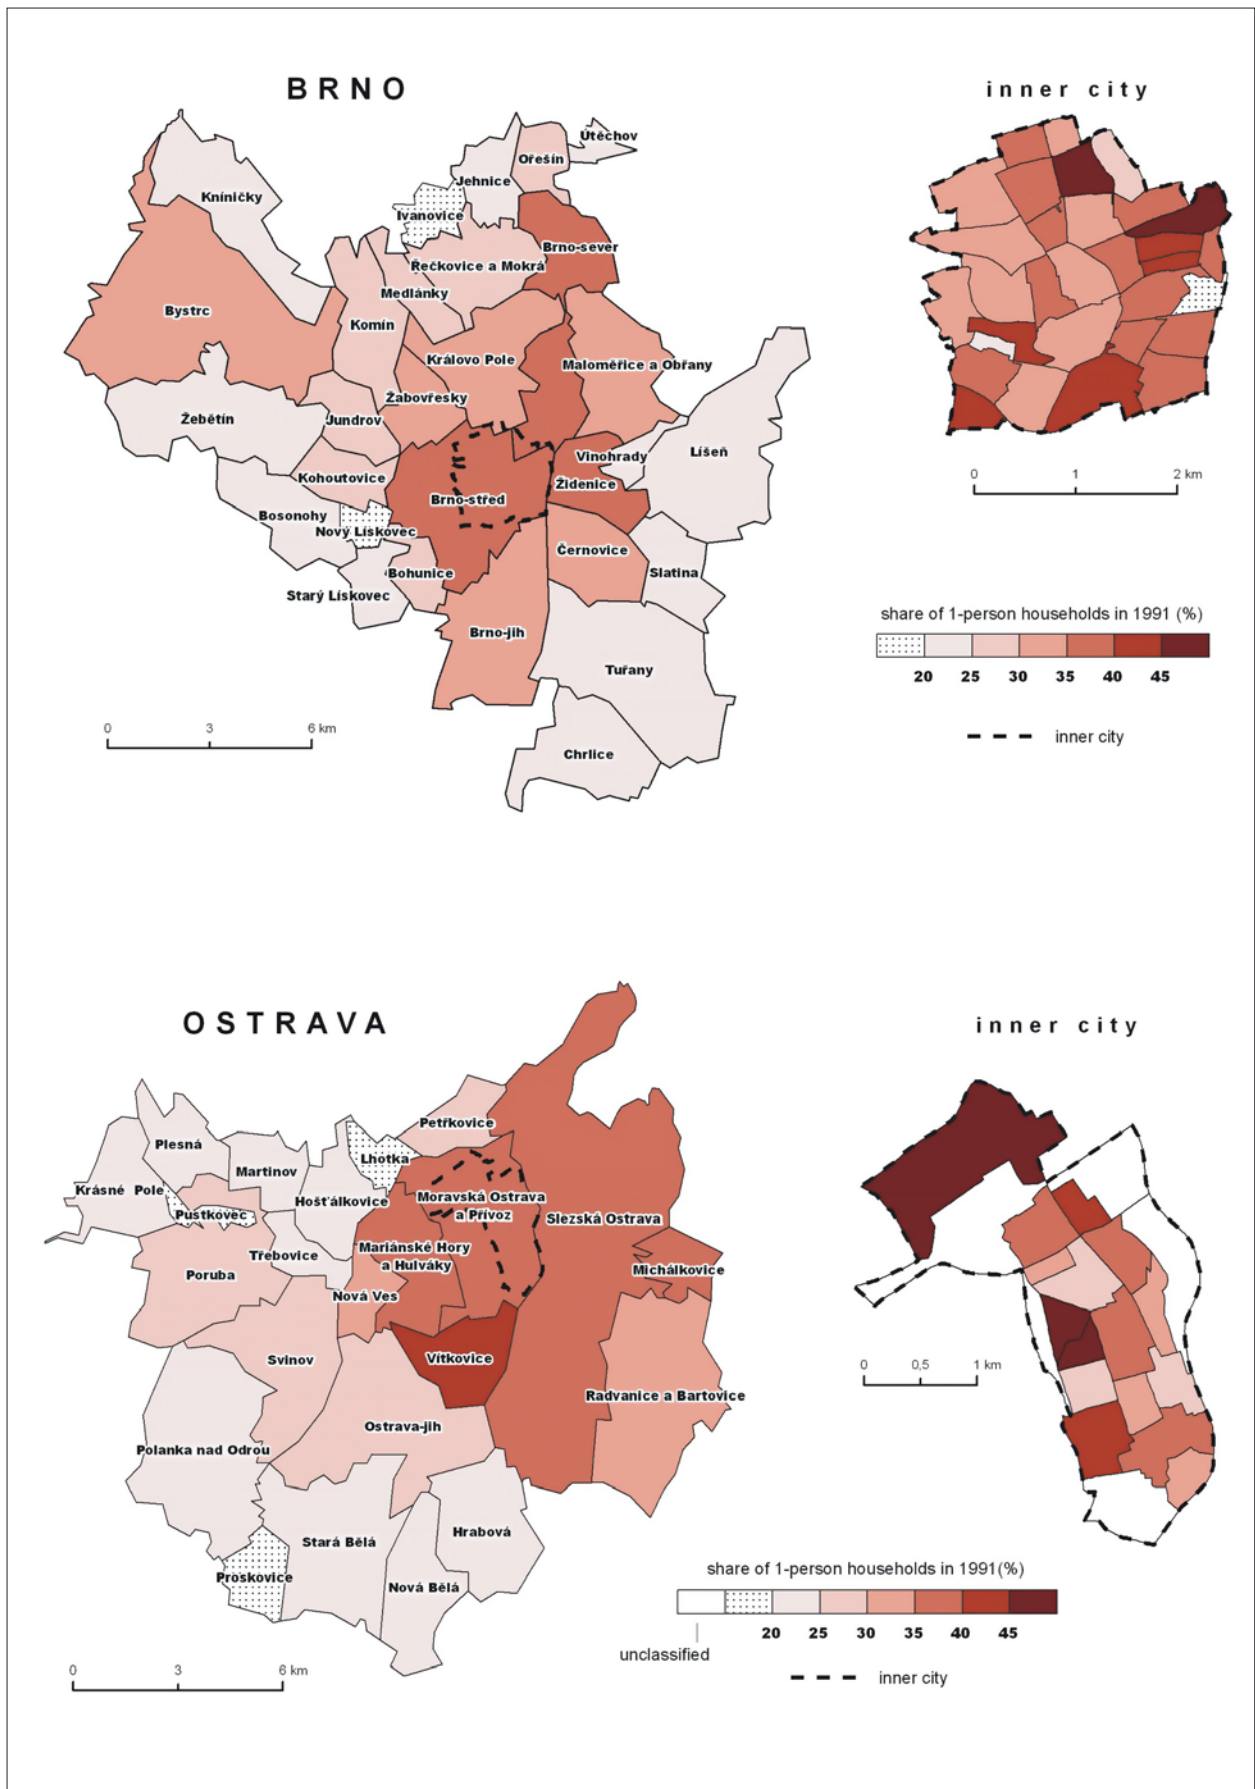 BRNO
inner city
Útěchov
Ořešín
Jehnice
Kníničky
Ivanovice
Brno-sever
Řečkovice a Mokrá
Medlánky
Bystrc
Komín
Královo Pole
Maloměřice a Obřany
Žabovřesky
Žebětín
Jundrov
Líšeň
Vinohrady
Kohoutovice
Židenice
Brno-střed
Bosonohy
Nový Lískovec
Černovice
Bohunice
Slatina
Starý Lískovec
Brno-jih
Tuřany
Chrlice
0 3 6 km
0 1 2 km
share of 1-person households in 1991 (%)
20 25 30 35 40 45
inner city
OSTRAVA
inner city
Petřkovice
Plesná
Lhotka
Martinov
Krásné Pole
Hošťálkovice
Moravská Ostrava
a Přívoz
Pustkovec
Slezská Ostrava
Třebovice
Mariánské Hory
a Hulváky
Poruba
Michálkovice
Nová Ves
Svinov
Vítkovice
Radvanice a Bartovice
Ostrava-jih
Polanka nad Odrou
Hrabová
Stará Bělá
Proskovice
Nová Bělá
0 3 6 km
0 0,5 1 km
share of 1-person households in 1991(%)
20 25 30 35 40 45
unclassified
inner city